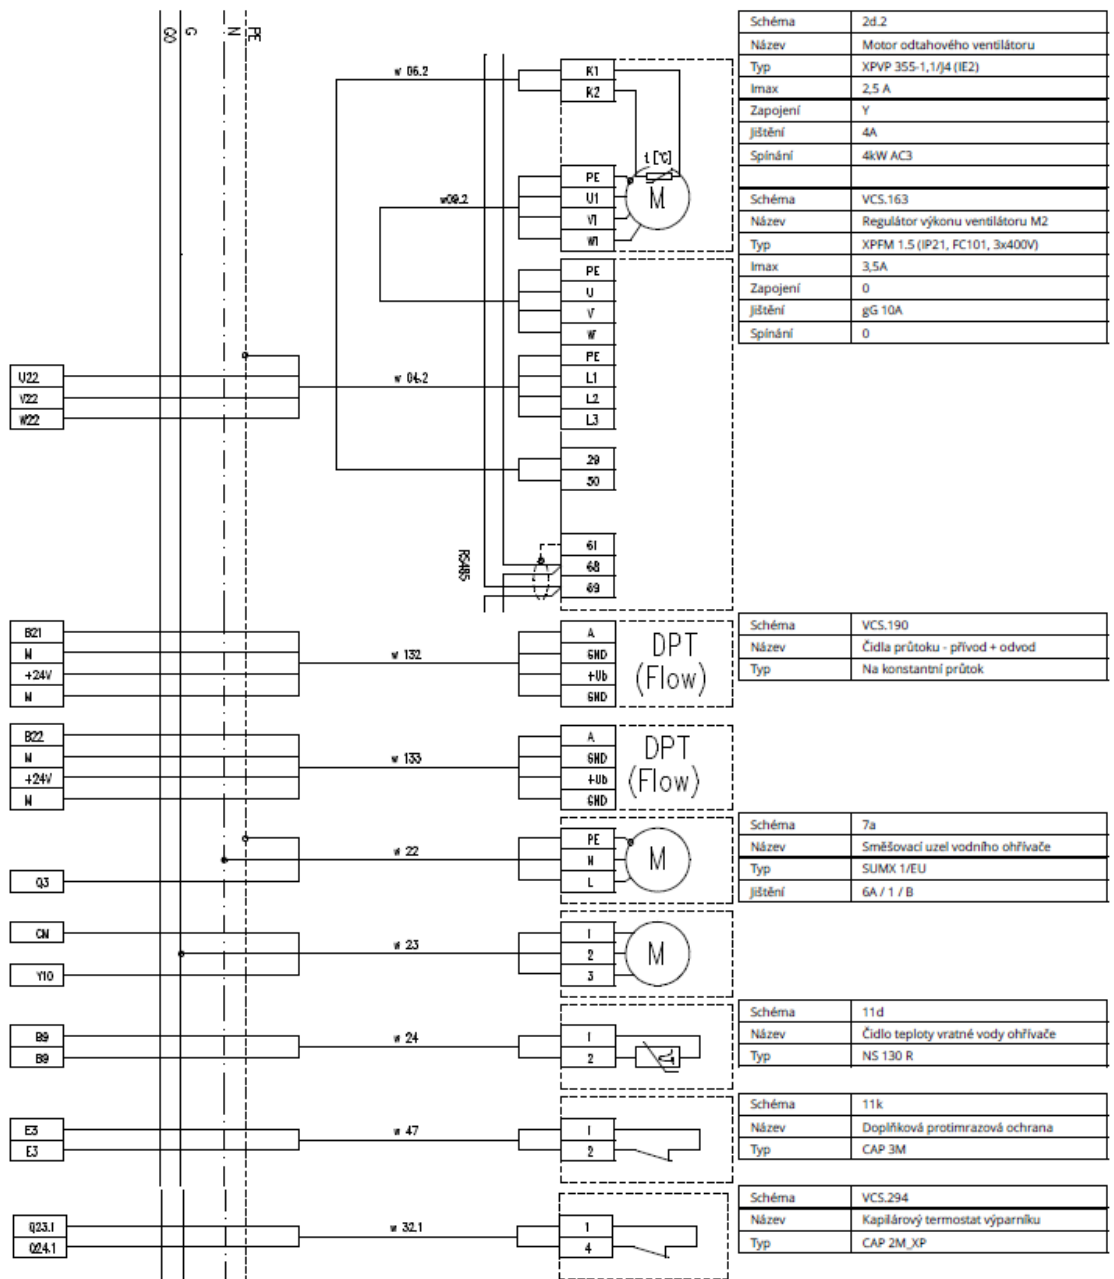 G0 G N PE
Schéma 2d.2
Název Motor odtahového ventilátoru
Typ XPVP 355-1,1/J4 (IE2)
Imax 2,5 A
Zapojení Y
Jištění 4A
Spínání 4kW AC3
Schéma VCS.163
Název Regulátor výkonu ventilátoru M2
Typ XPFM 1.5 (IP21, FC101, 3x400V)
Imax 3,5A
Zapojení 0
Jištění gG 10A
Spínání 0
w 06.2
K1
K2
t [°C]
M
w09.2
PE
U1
V1
W1
PE
U
V
W
U22
V22
W22
w 04.2
PE
L1
L2
L3
29
50
RS485
61
68
69
B21
M
+24V
M
w 132
A
GND
+Ub
GND
DPT
(Flow)
Schéma VCS.190
Název Čidla průtoku - přívod + odvod
Typ Na konstantní průtok
B22
M
+24V
M
w 133
A
GND
+Ub
GND
DPT
(Flow)
Q3
w 22
PE
N
L
M
Schéma 7a
Název Směšovací uzel vodního ohřívače
Typ SUMX 1/EU
Jištění 6A / 1 / B
CM
Y10
w 23
1
2
3
M
B9
B9
w 24
1
2
Schéma 11d
Název Čidlo teploty vratné vody ohřívače
Typ NS 130 R
E3
E3
w 47
1
2
Schéma 11k
Název Doplňková protimrazová ochrana
Typ CAP 3M
Q23.1
Q24.1
w 32.1
1
4
Schéma VCS.294
Název Kapilárový termostat výparníku
Typ CAP 2M_XP